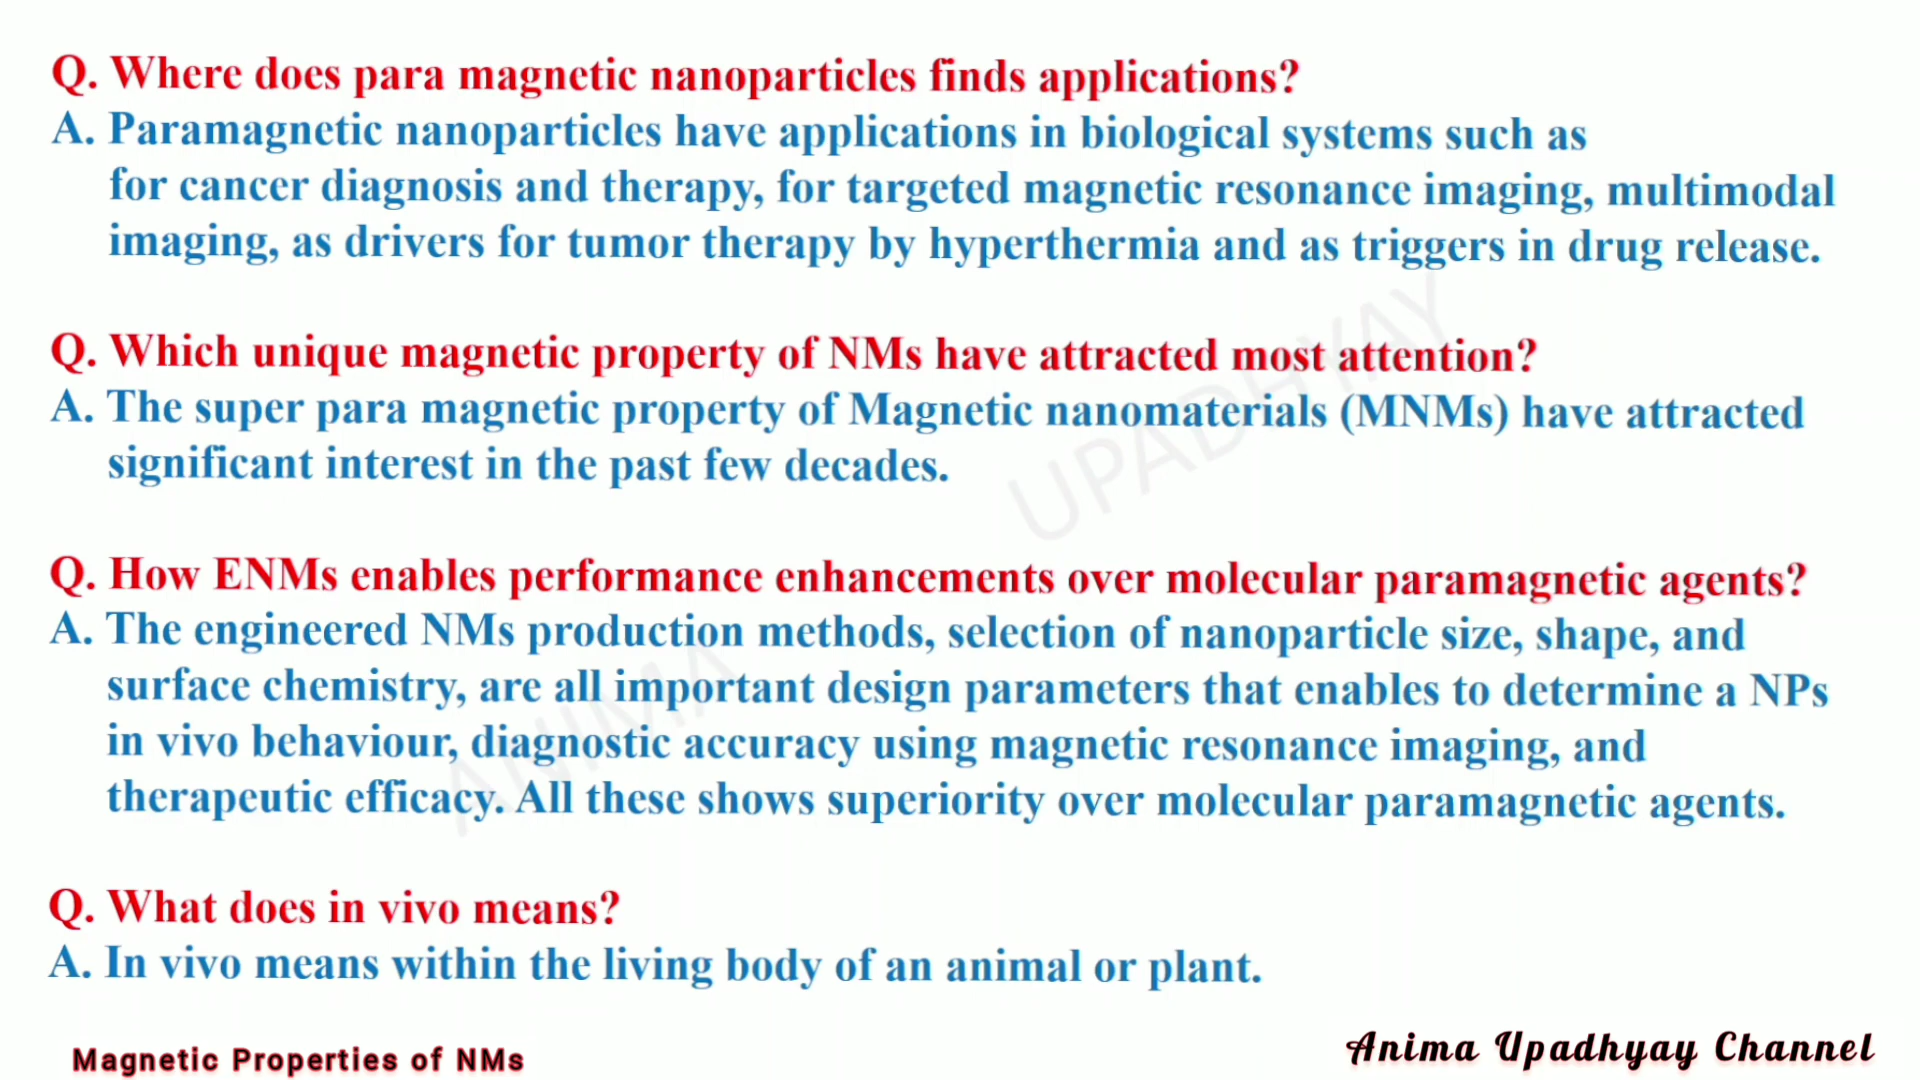 Q. Where does para magnetic nanoparticles finds applications?
A. Paramagnetic nanoparticles have applications in biological systems such as
for cancer diagnosis and therapy, for targeted magnetic resonance imaging, multimodal
imaging, as drivers for tumor therapy by hyperthermia and as triggers in drug release.
Q. Which unique magnetic property of NMs have attracted most attention?
A. The super para magnetic property of Magnetic nanomaterials (MNMs) have attracted
significant interest in the past few decades.
Q. How ENMs enables performance enhancements over molecular paramagnetic agents?
A. The engineered NMs production methods, selection of nanoparticle size, shape, and
surface chemistry, are all important design parameters that enables to determine a NPs
in vivo behaviour, diagnostic accuracy using magnetic resonance imaging, and
therapeutic efficacy. All these shows superiority over molecular paramagnetic agents.
Q. What does in vivo means?
A. In vivo means within the living body of an animal or plant.
ANIMA UPADHYAY
Magnetic Properties of NMs
Anima Upadhyay Channel